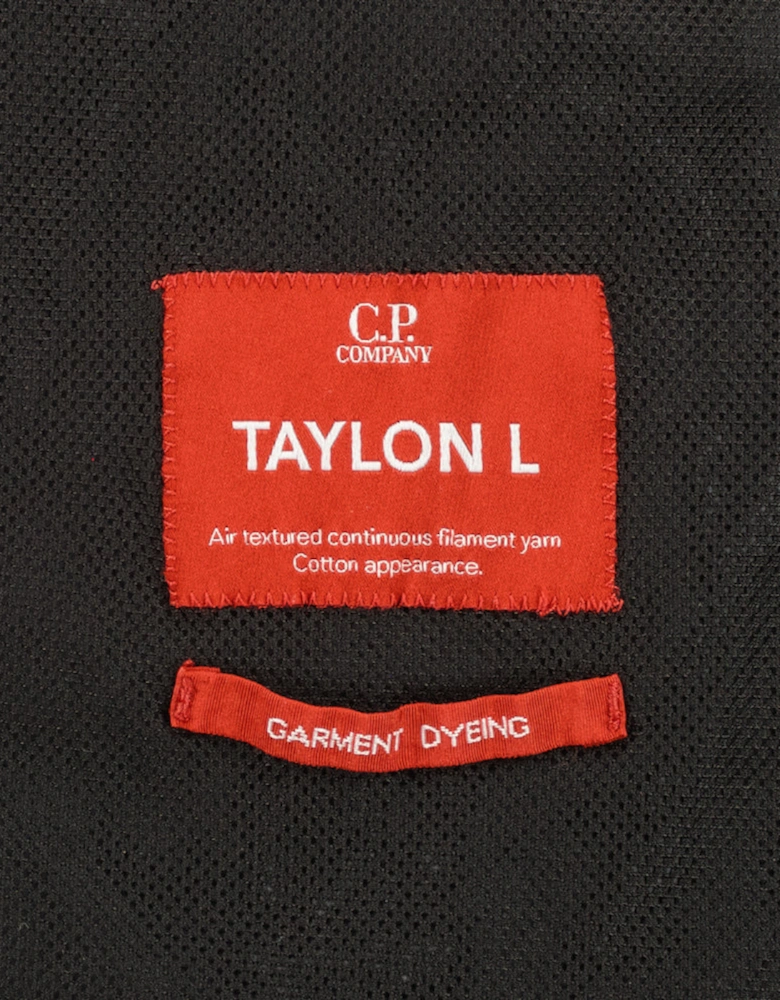 C.P.
COMPANY
TAYLON L
Air textured continuous filament yarn
Cotton appearance.
GARMENT DYEING